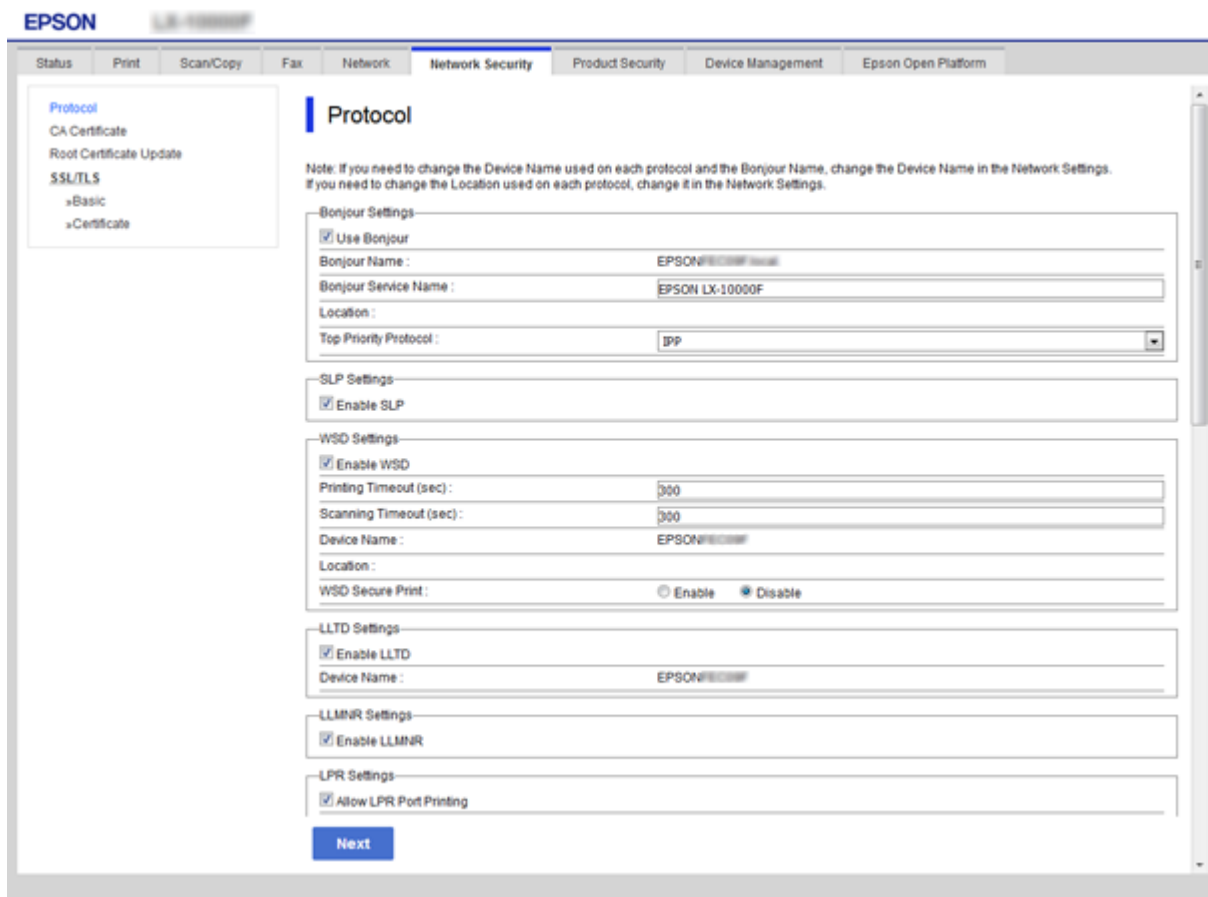 EPSON
Status Print Scan/Copy Fax Network Network Security Product Security Device Management Epson Open Platform
Protocol
CA Certificate
Root Certificate Update
SSL/TLS
»Basic
»Certificate
Protocol
Note: If you need to change the Device Name used on each protocol and the Bonjour Name, change the Device Name in the Network Settings.
If you need to change the Location used on each protocol, change it in the Network Settings.
Bonjour Settings
Use Bonjour
Bonjour Name : EPSON
Bonjour Service Name : EPSON LX-10000F
Location :
Top Priority Protocol : IPP
SLP Settings
Enable SLP
WSD Settings
Enable WSD
Printing Timeout (sec) : 300
Scanning Timeout (sec) : 300
Device Name : EPSON
Location :
WSD Secure Print : Enable Disable
LLTD Settings
Enable LLTD
Device Name : EPSON
LLMNR Settings
Enable LLMNR
LPR Settings
Allow LPR Port Printing
Next